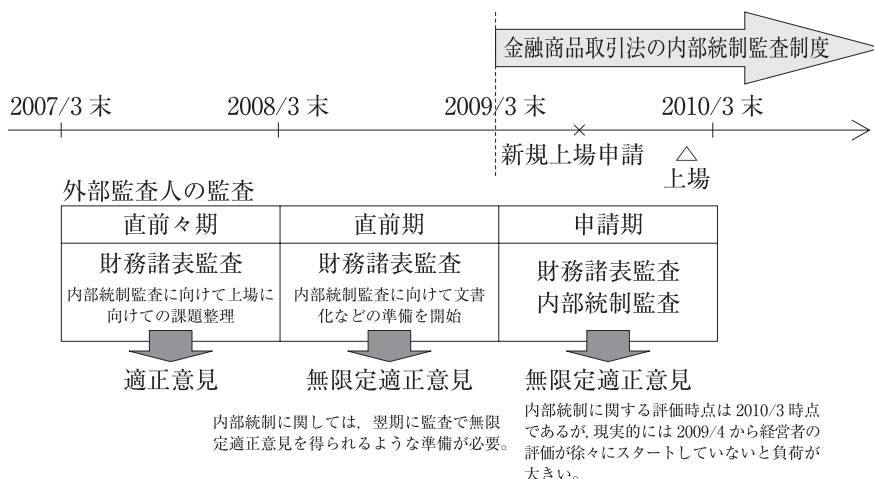 金融商品取引法の内部統制監査制度
2007/3 末 2008/3 末 2009/3 末 2010/3 末
新規上場申請
上場
外部監査人の監査
直前々期 直前期 申請期
財務諸表監査
内部統制監査に向けて上場に
向けての課題整理
財務諸表監査
内部統制監査に向けて文書
化などの準備を開始
財務諸表監査
内部統制監査
適正意見
無限定適正意見
無限定適正意見
内部統制に関しては，翌期に監査で無限
定適正意見を得られるような準備が必要。
内部統制に関する評価時点は 2010/3 時点
であるが, 現実的には 2009/4 から経営者の
評価が徐々にスタートしていないと負荷が
大きい。